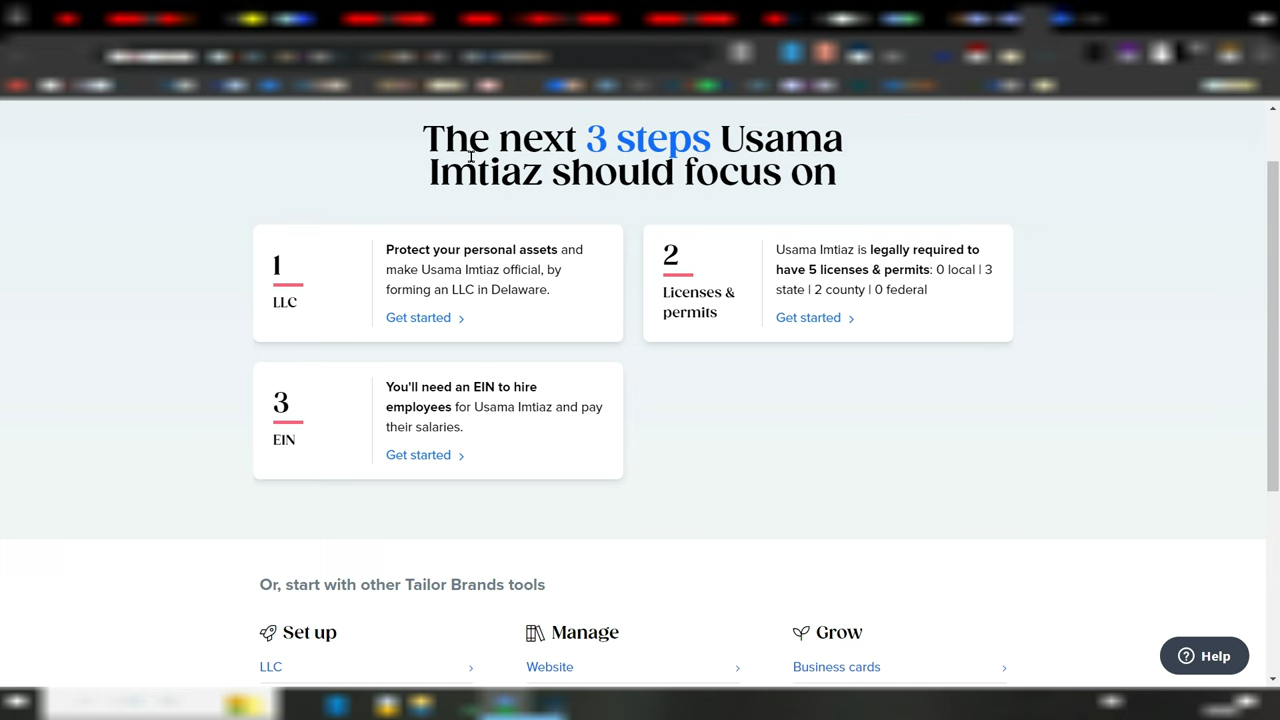 The next 3 steps Usama
Imtiaz should focus on
1
LLC
Protect your personal assets and
make Usama Imtiaz official, by
forming an LLC in Delaware.
Get started
2
Licenses &
permits
Usama Imtiaz is legally required to
have 5 licenses & permits: 0 local | 3
state | 2 county | 0 federal
Get started
3
EIN
You'll need an EIN to hire
employees for Usama Imtiaz and pay
their salaries.
Get started
Or, start with other Tailor Brands tools
Set up
LLC
Manage
Website
Grow
Business cards
Help